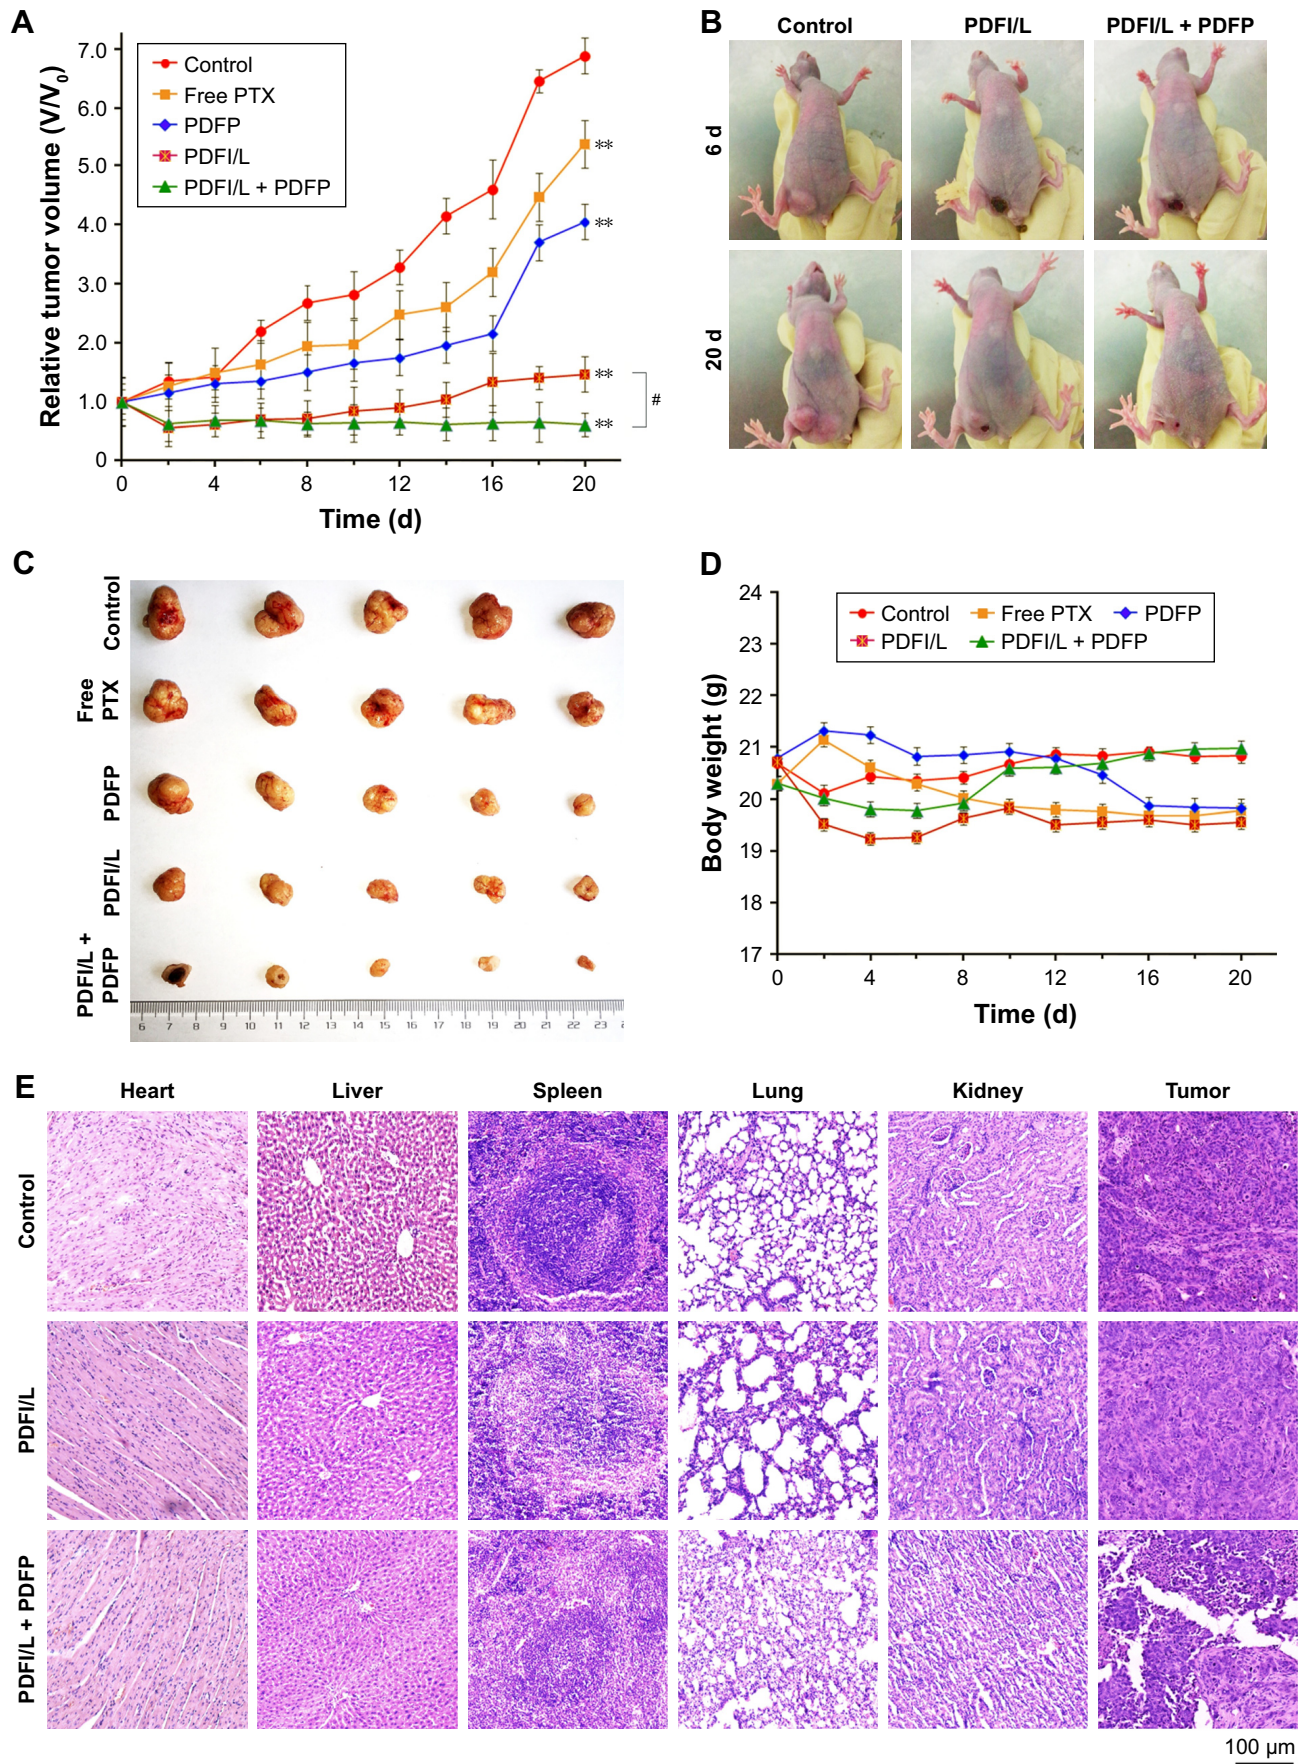 A
Relative tumor volume (V/V₀)
7.0
6.0
5.0
4.0
3.0
2.0
1.0
0
Control
Free PTX
PDFP
PDFI/L
PDFI/L + PDFP
**
**
**
**
#
0 4 8 12 16 20
Time (d)
B
Control PDFI/L PDFI/L + PDFP
6 d
20 d
C
Control
Free
PTX
PDFP
PDFI/L
PDFI/L +
PDFP
6 7 8 9 10 11 12 13 14 15 16 17 18 19 20 21 22 23
D
Body weight (g)
24
23
22
21
20
19
18
17
Control Free PTX PDFP
PDFI/L PDFI/L + PDFP
0 4 8 12 16 20
Time (d)
E
Heart Liver Spleen Lung Kidney Tumor
Control
PDFI/L
PDFI/L + PDFP
100 µm